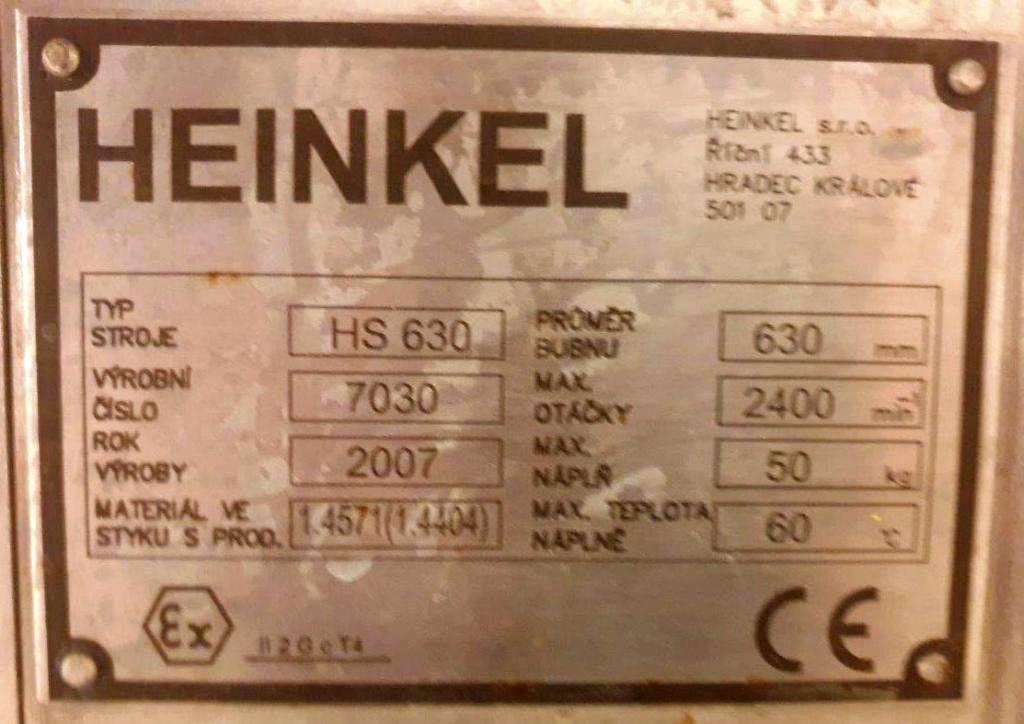 HEINKEL
HEINKEL s.r.o.
Říční 433
HRADEC KRÁLOVÉ
501 07
TYP
STROJE
HS 630
PRŮMĚR
BUBNU
630 mm
VÝROBNÍ
ČÍSLO
7030
MAX.
OTÁČKY
2400 min⁻¹
ROK
VÝROBY
2007
MAX.
NÁPLŇ
50 kg
MATERIÁL VE
STYKU S PROD.
1.4571(1.4404)
MAX. TEPLOTA
NÁPLNĚ
60 °C
Ex
II 2 G c T4
CE